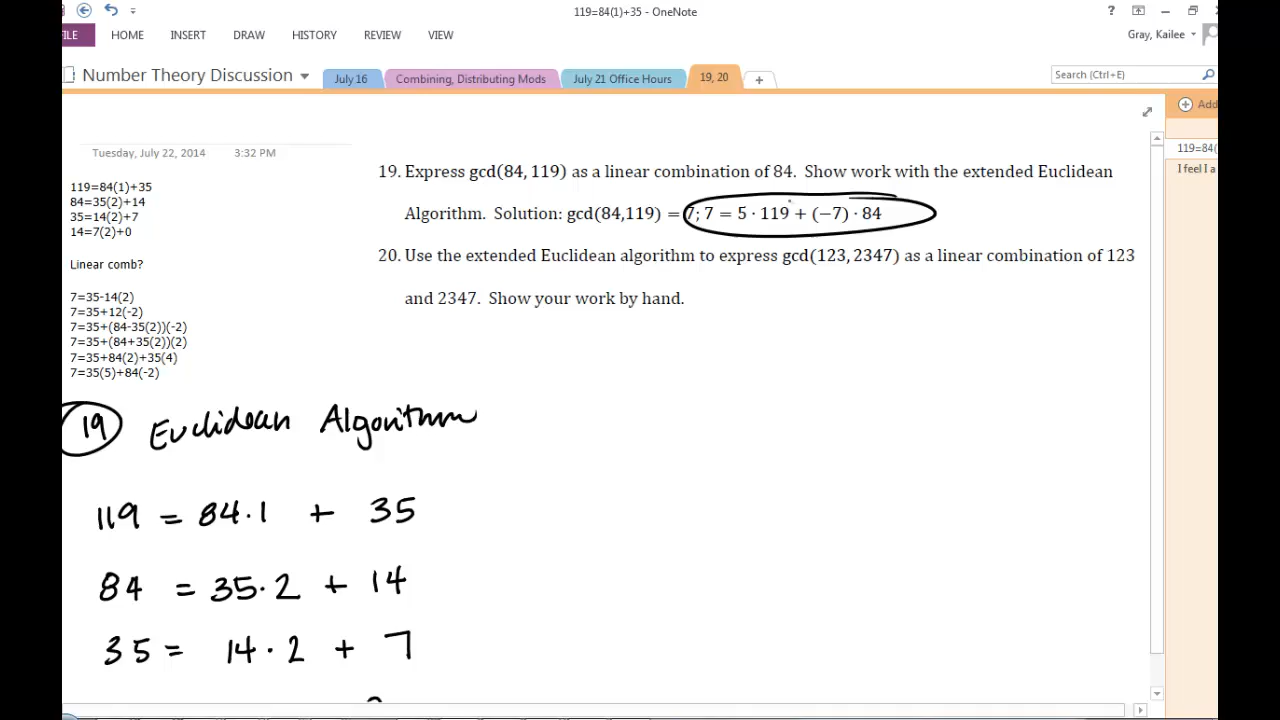 119=84(1)+35 - OneNote
?
ILE HOME INSERT DRAW HISTORY REVIEW VIEW
Gray, Kailee
Number Theory Discussion
July 16
Combining, Distributing Mods
July 21 Office Hours
19, 20
+
Search (Ctrl+E)
Add
119=84(
I feel I a
Tuesday, July 22, 2014 3:32 PM
119=84(1)+35
84=35(2)+14
35=14(2)+7
14=7(2)+0
Linear comb?
7=35-14(2)
7=35+12(-2)
7=35+(84-35(2))(-2)
7=35+(84+35(2))(2)
7=35+84(2)+35(4)
7=35(5)+84(-2)
19. Express gcd(84, 119) as a linear combination of 84. Show work with the extended Euclidean
Algorithm. Solution: gcd(84,119) = 7; 7 = 5 · 119 + (−7) · 84
20. Use the extended Euclidean algorithm to express gcd(123, 2347) as a linear combination of 123
and 2347. Show your work by hand.
19 Euclidean Algorithm
119 = 84·1 + 35
84 = 35·2 + 14
35 = 14·2 + 7